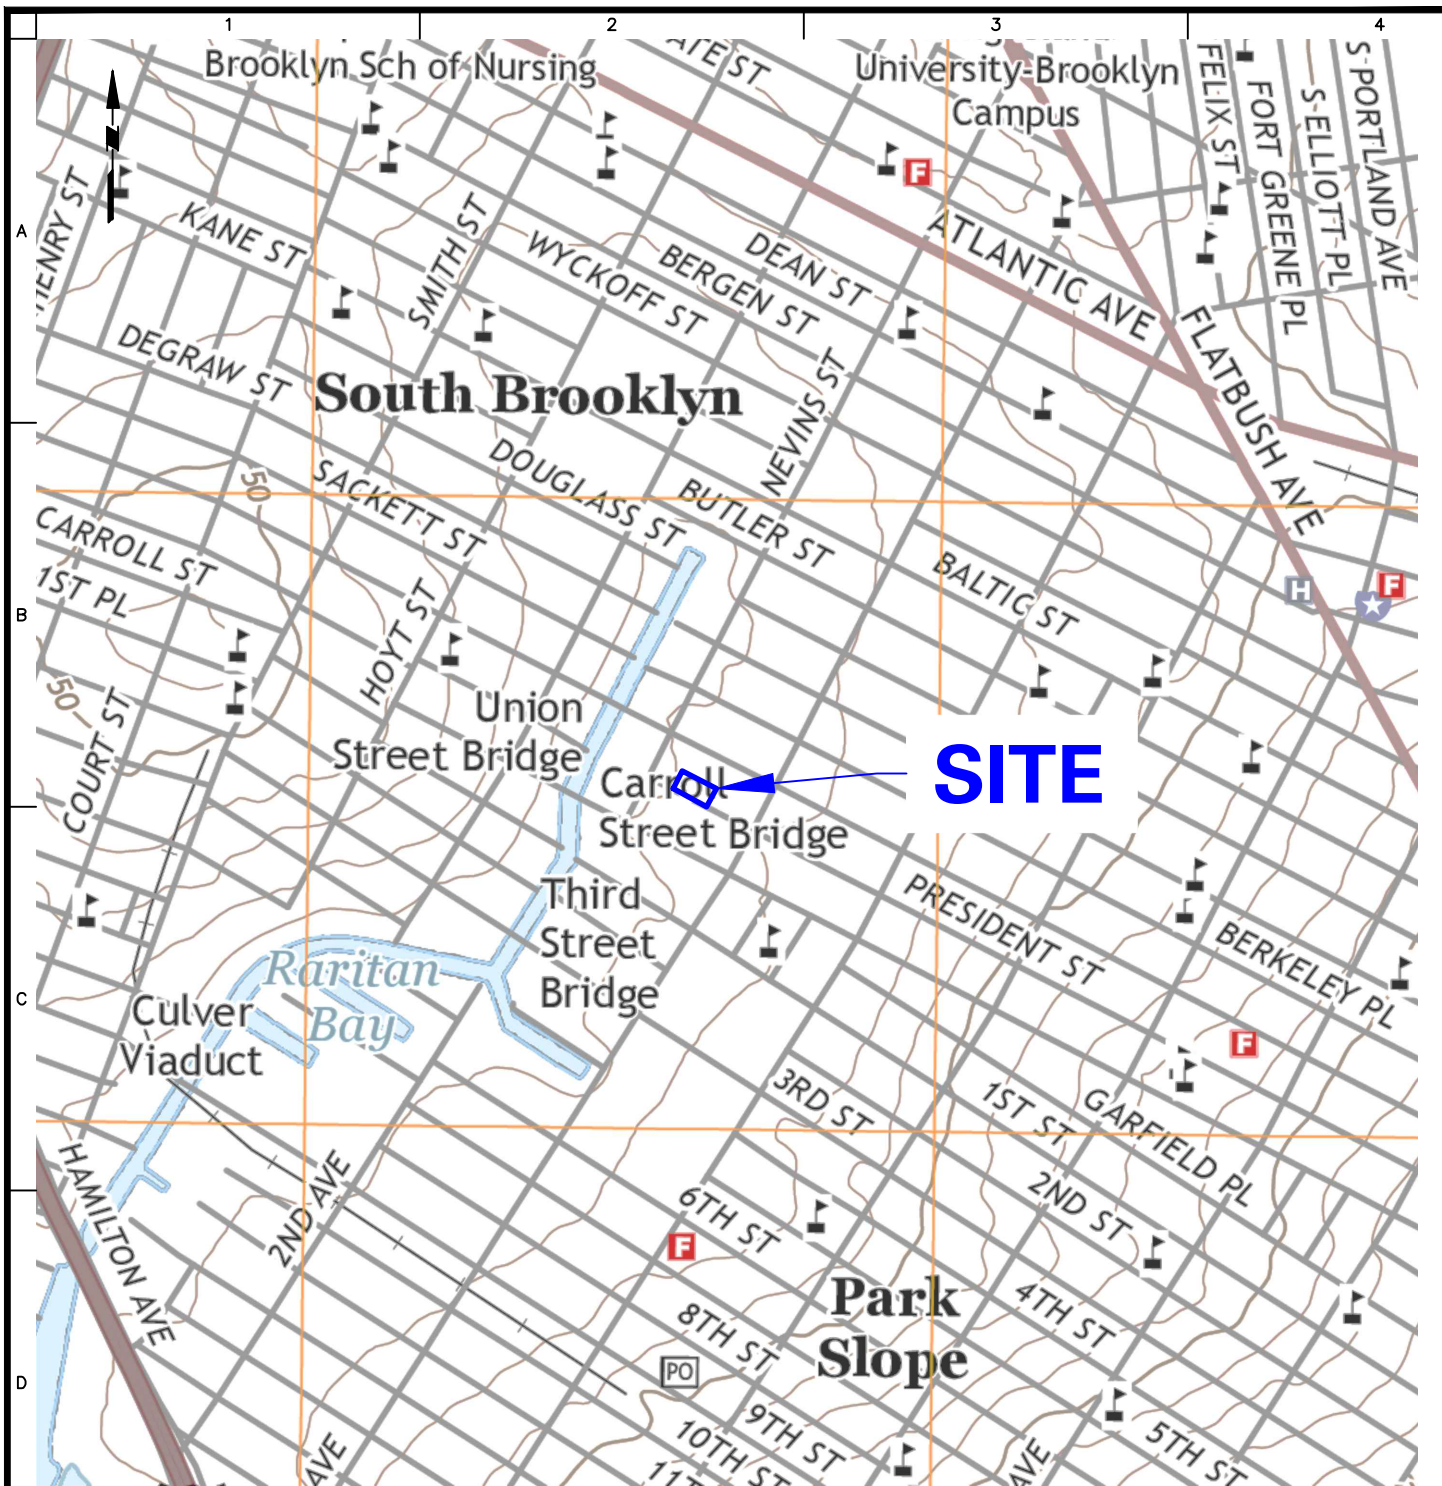 1 2 3 4
Brooklyn Sch of Nursing
ATE ST
University-Brooklyn
Campus
FELIX ST
FORT GREENE PL
S-ELLIOTT PL
S-PORTLAND AVE
A
HENRY ST
KANE ST
SMITH ST
WYCKOFF ST
BERGEN ST
DEAN ST
ATLANTIC AVE
FLATBUSH AVE
DEGRAW ST
South Brooklyn
NEVINS ST
DOUGLASS ST
BUTLER ST
SACKETT ST
50
CARROLL ST
1ST PL
BALTIC ST
H
F
F
B
HOYT ST
50
COURT ST
Union
Street Bridge
Carroll
Street Bridge
SITE
Third
Street
Bridge
PRESIDENT ST
BERKELEY PL
C
Raritan
Bay
Culver
Viaduct
F
3RD ST
1ST ST
GARFIELD PL
HAMILTON AVE
2ND AVE
6TH ST
2ND ST
F
Park
Slope
4TH ST
8TH ST
PO
D
9TH ST
10TH ST
5TH ST
AVE
AVE